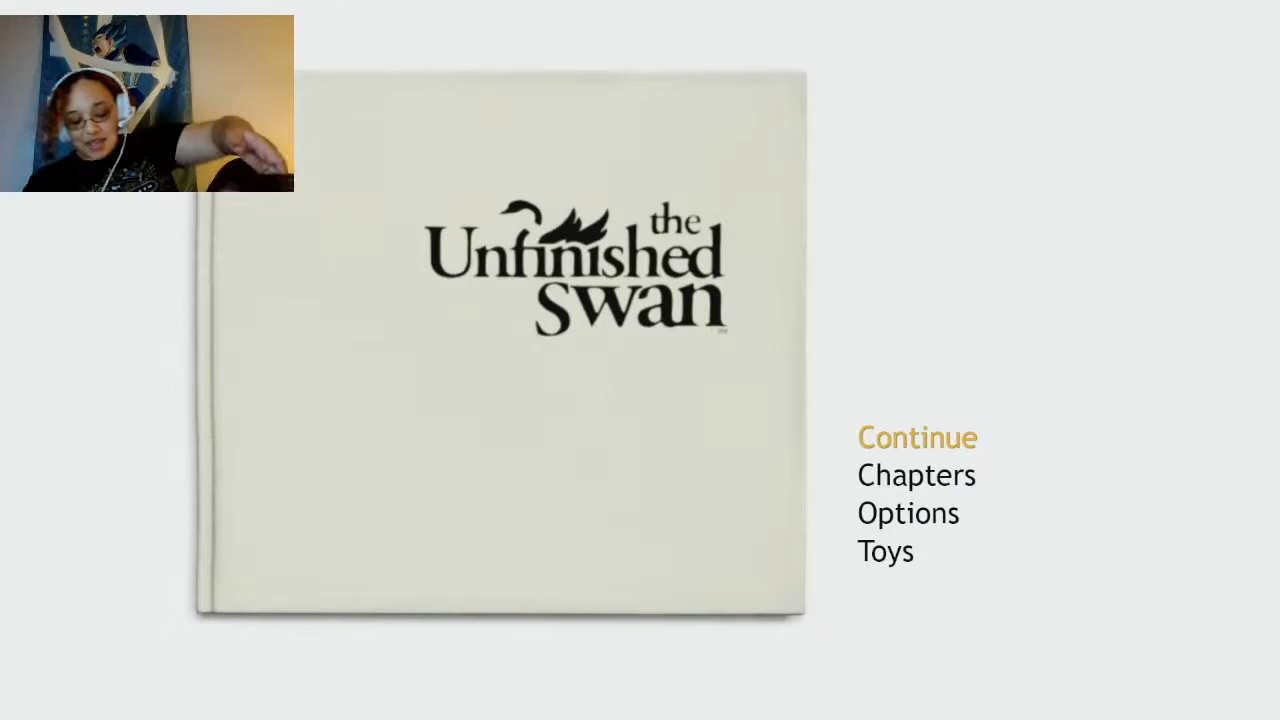 the
Unfinished
swan
Continue
Chapters
Options
Toys